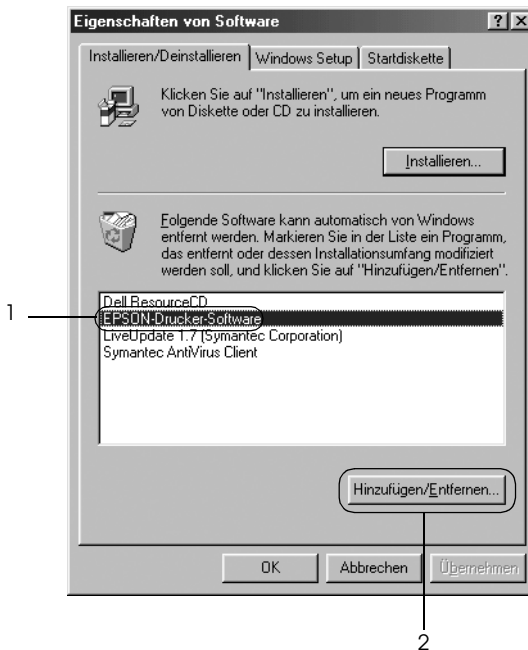 Eigenschaften von Software
Installieren/Deinstallieren
Windows Setup
Startdiskette
Klicken Sie auf "Installieren", um ein neues Programm
von Diskette oder CD zu installieren.
Installieren...
Folgende Software kann automatisch von Windows
entfernt werden. Markieren Sie in der Liste ein Programm,
das entfernt oder dessen Installationsumfang modifiziert
werden soll, und klicken Sie auf "Hinzufügen/Entfernen".
Dell ResourceCD
1
EPSON-Drucker-Software
LiveUpdate 1.7 (Symantec Corporation)
Symantec AntiVirus Client
Hinzufügen/Entfernen...
OK
Abbrechen
Übernehmen
2